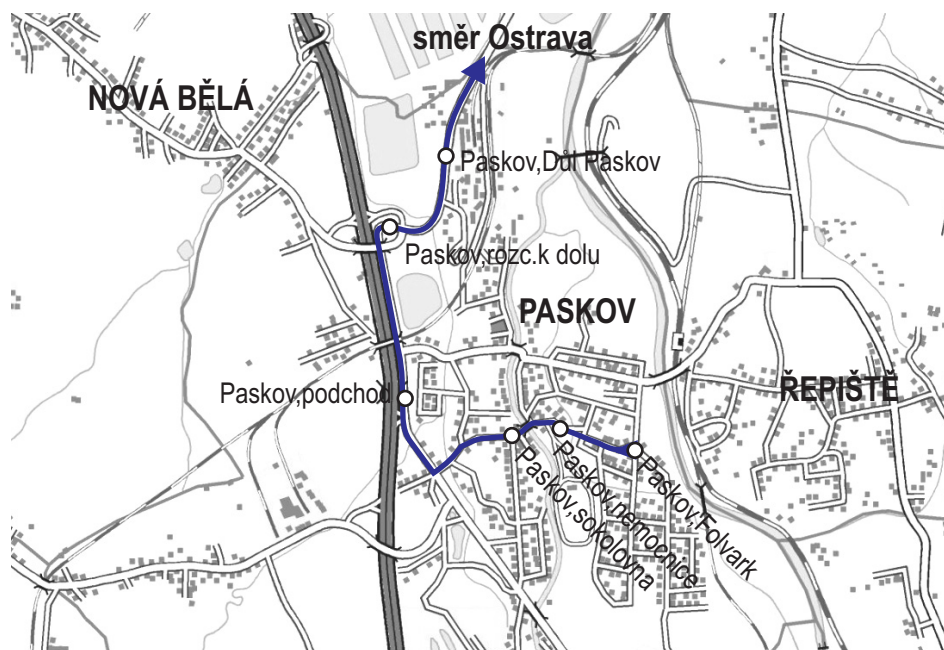 směr Ostrava
NOVÁ BĚLÁ
Paskov,Důl Paskov
Paskov,rozc.k dolu
PASKOV
ŘEPIŠTĚ
Paskov,podchod
Paskov,sokolovna
Paskov,nemocnice
Paskov,Folvark